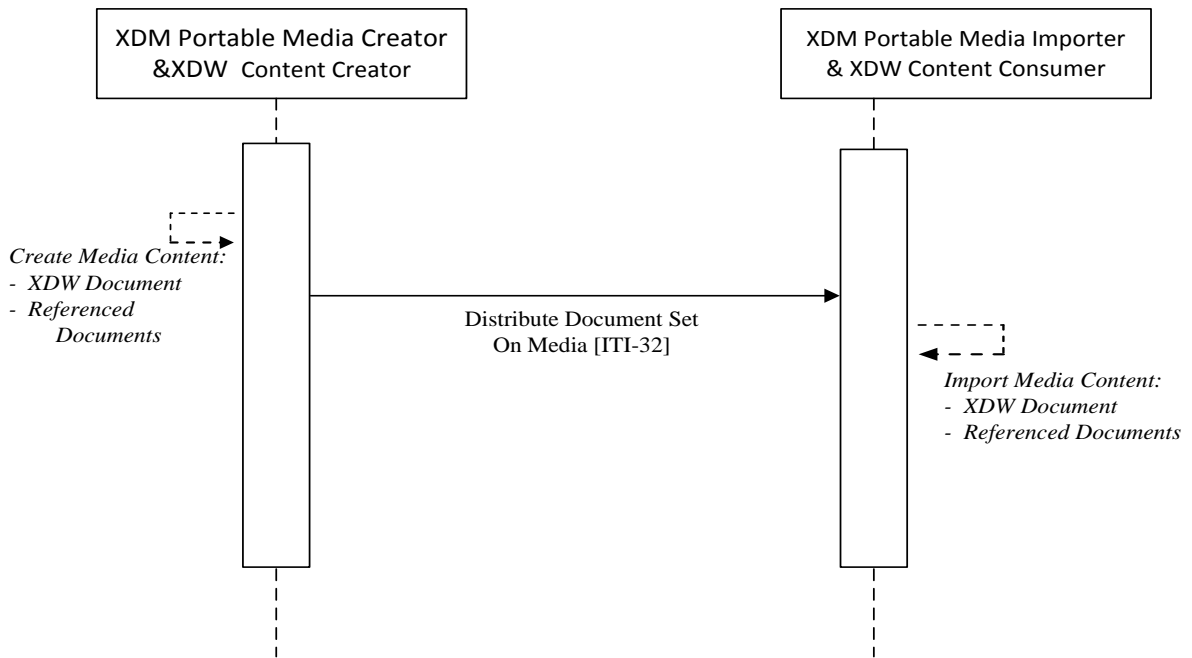 XDM Portable Media Creator
&XDW Content Creator
XDM Portable Media Importer
& XDW Content Consumer
Create Media Content:
- XDW Document
- Referenced
Documents
Distribute Document Set
On Media [ITI-32]
Import Media Content:
- XDW Document
- Referenced Documents